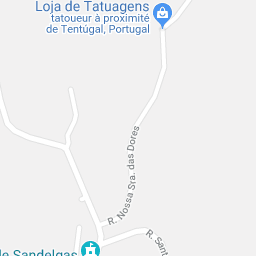 Loja de Tatuagens
tatoueur à proximité
de Tentúgal, Portugal
R. Nossa Sra. das Dores
R. Sant
de Sandelgas